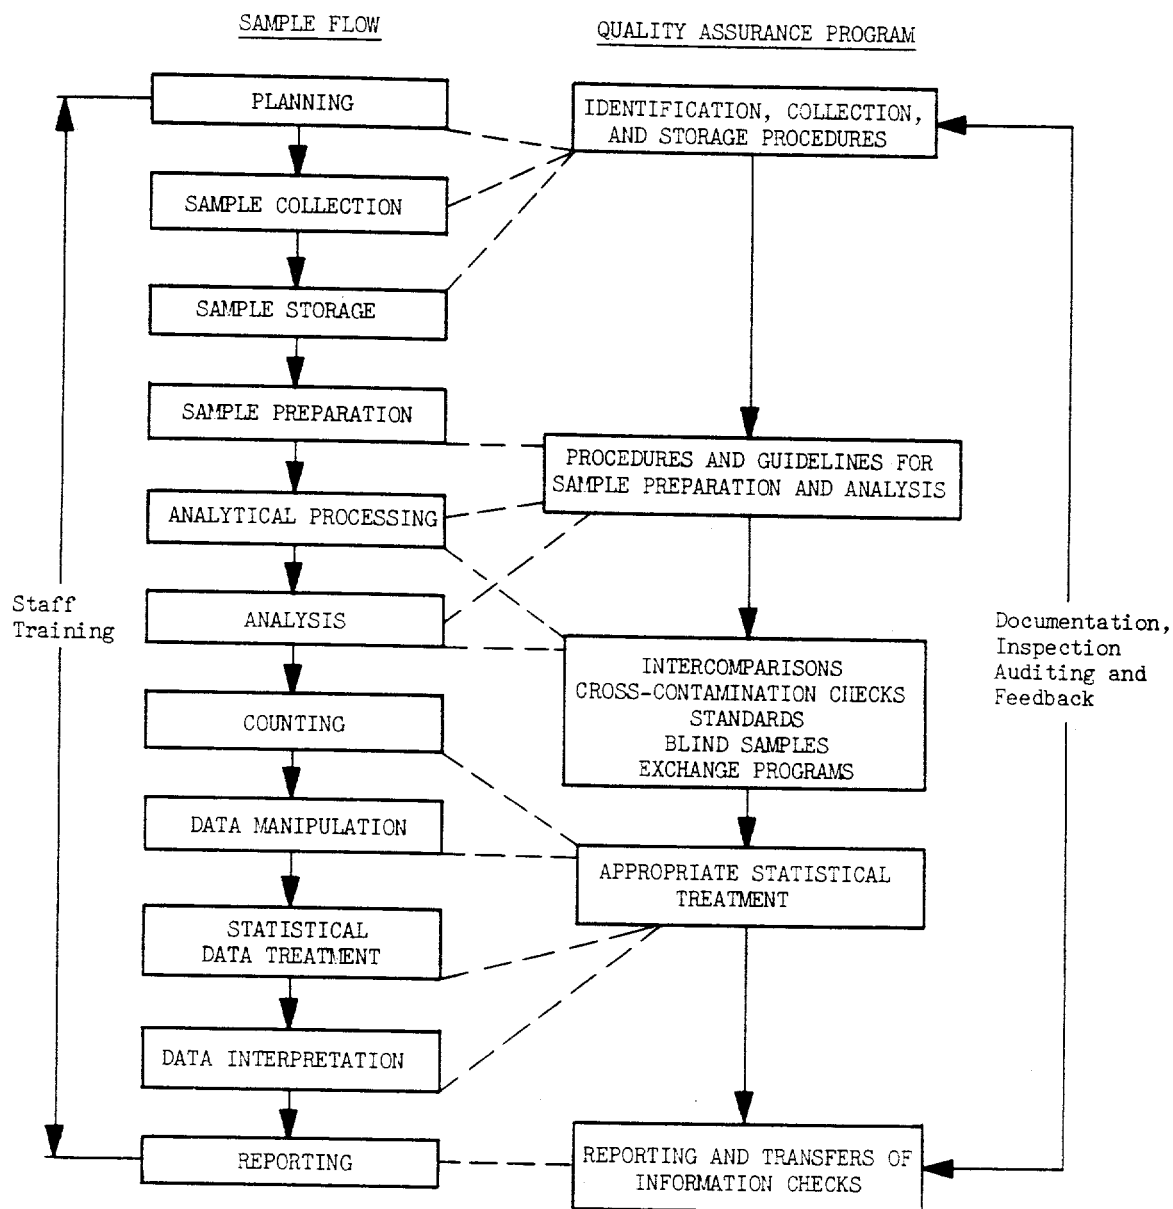 SAMPLE FLOW
QUALITY ASSURANCE PROGRAM
PLANNING
IDENTIFICATION, COLLECTION,
AND STORAGE PROCEDURES
SAMPLE COLLECTION
SAMPLE STORAGE
SAMPLE PREPARATION
PROCEDURES AND GUIDELINES FOR
SAMPLE PREPARATION AND ANALYSIS
ANALYTICAL PROCESSING
ANALYSIS
Staff
Training
INTERCOMPARISONS
CROSS-CONTAMINATION CHECKS
STANDARDS
BLIND SAMPLES
EXCHANGE PROGRAMS
Documentation,
Inspection
Auditing and
Feedback
COUNTING
DATA MANIPULATION
APPROPRIATE STATISTICAL
TREATMENT
STATISTICAL
DATA TREATMENT
DATA INTERPRETATION
REPORTING
REPORTING AND TRANSFERS OF
INFORMATION CHECKS